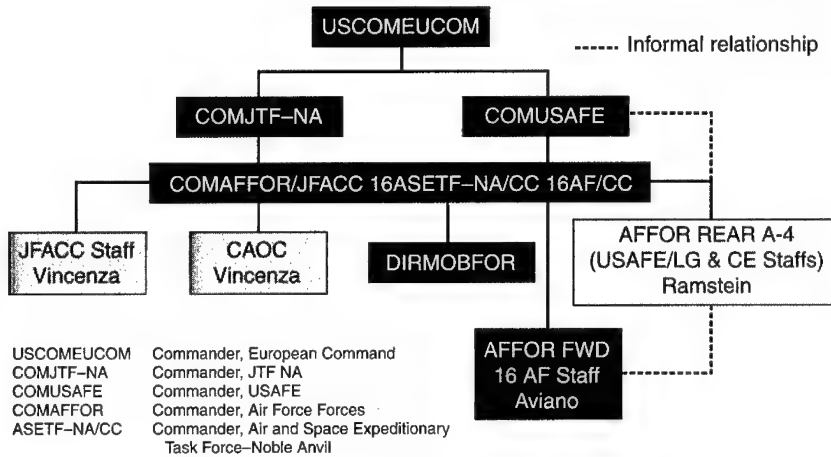 USCOMEUCOM
Informal relationship
COMJTF–NA
COMUSAFE
COMAFFOR/JFACC 16ASETF–NA/CC 16AF/CC
JFACC Staff
Vincenza
CAOC
Vincenza
DIRMOBFOR
AFFOR REAR A-4
(USAFE/LG & CE Staffs)
Ramstein
AFFOR FWD
16 AF Staff
Aviano
USCOMEUCOM Commander, European Command
COMJTF–NA Commander, JTF NA
COMUSAFE Commander, USAFE
COMAFFOR Commander, Air Force Forces
ASETF–NA/CC Commander, Air and Space Expeditionary
Task Force–Noble Anvil